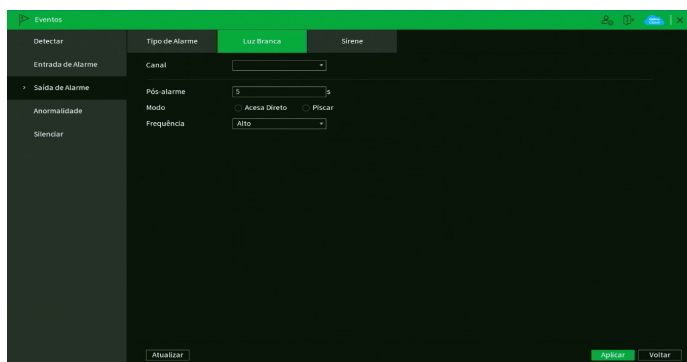 Eventos
Detectar
Entrada de Alarme
> Saída de Alarme
Anormalidade
Silenciar
Tipo de Alarme Luz Branca Sirene
Canal
Pós-alarme 5 s
Modo Acesa Direto Piscar
Frequência Alto
Atualizar Aplicar Voltar